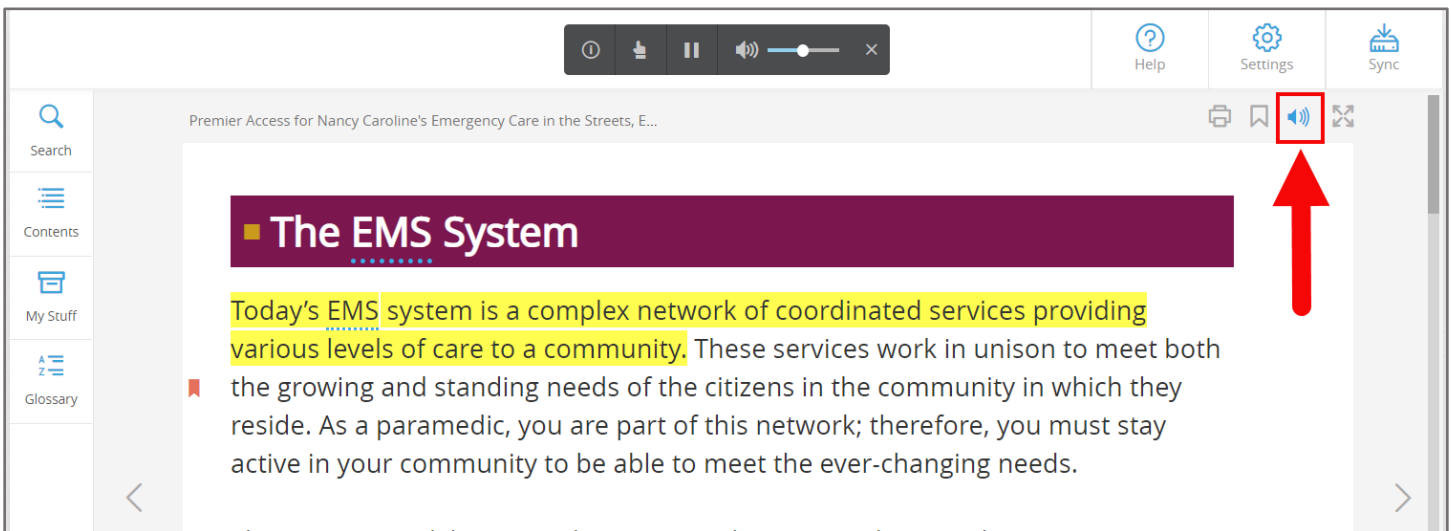 Help
Settings
Sync
Search
Contents
My Stuff
A
Z
Glossary
Premier Access for Nancy Caroline's Emergency Care in the Streets, E...
The EMS System
Today's EMS system is a complex network of coordinated services providing
various levels of care to a community. These services work in unison to meet both
the growing and standing needs of the citizens in the community in which they
reside. As a paramedic, you are part of this network; therefore, you must stay
active in your community to be able to meet the ever-changing needs.